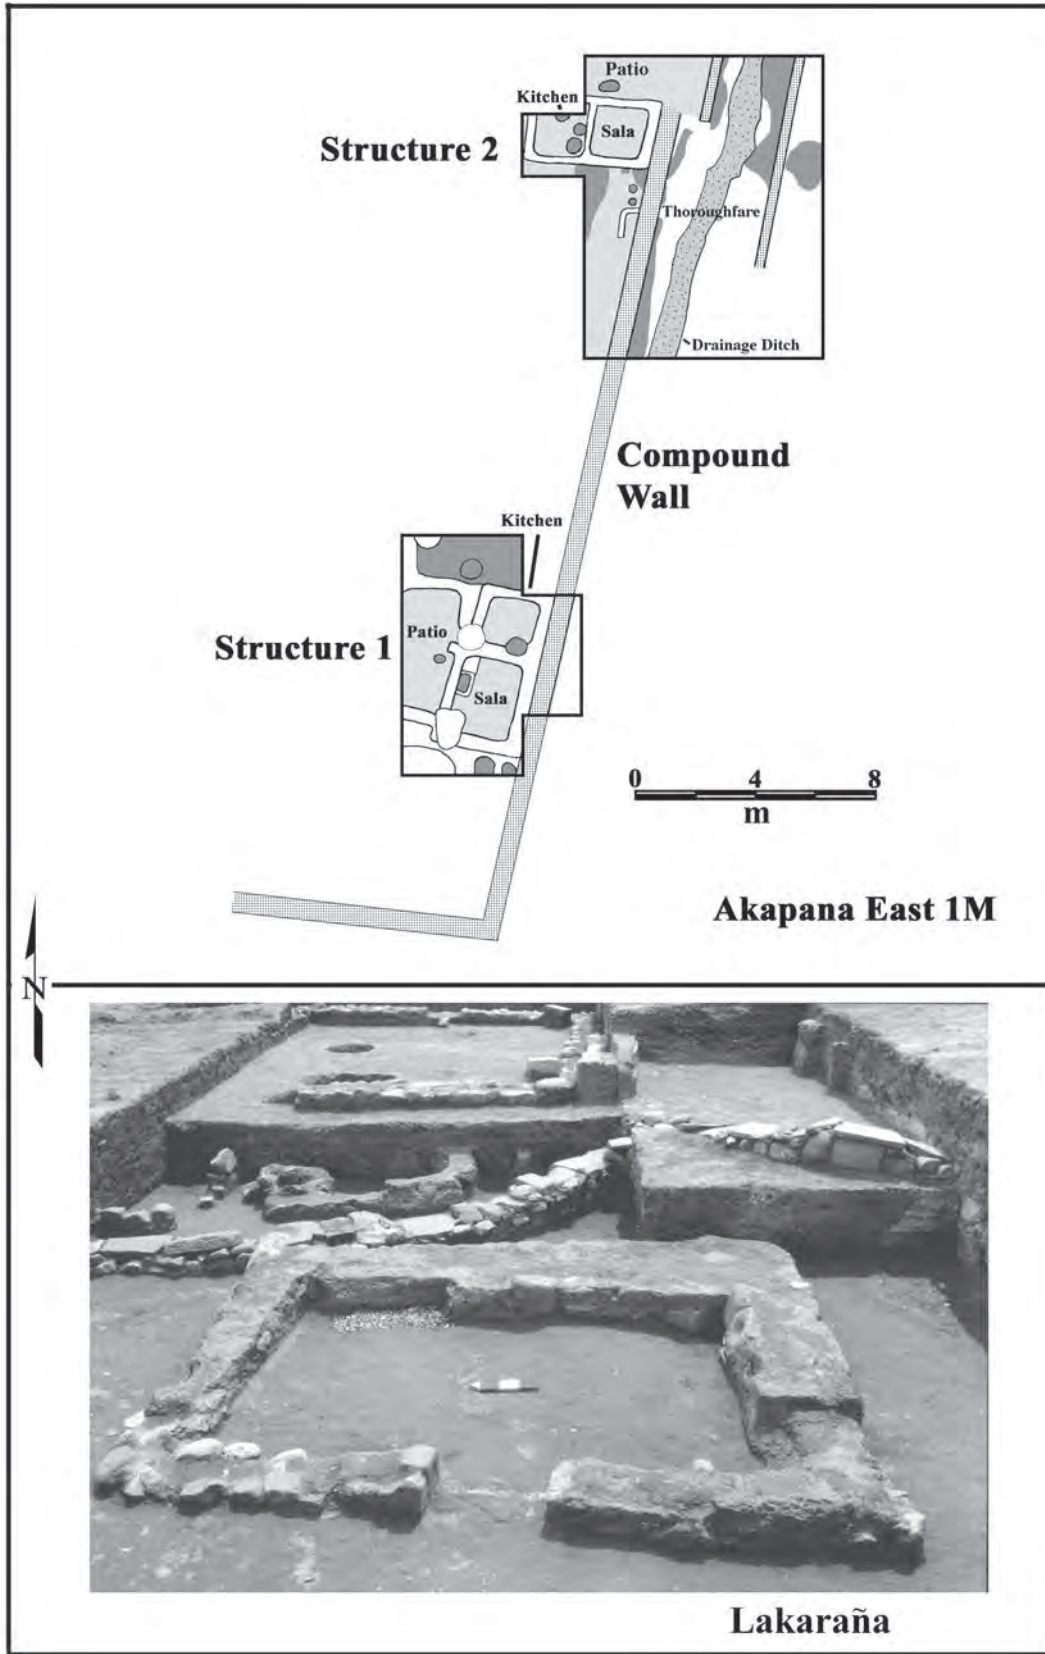 Patio
Kitchen
Sala
Structure 2
Thoroughfare
Drainage Ditch
Compound
Wall
Kitchen
Patio
Structure 1
Sala
0 4 8
m
Akapana East 1M
N
Lakaraña